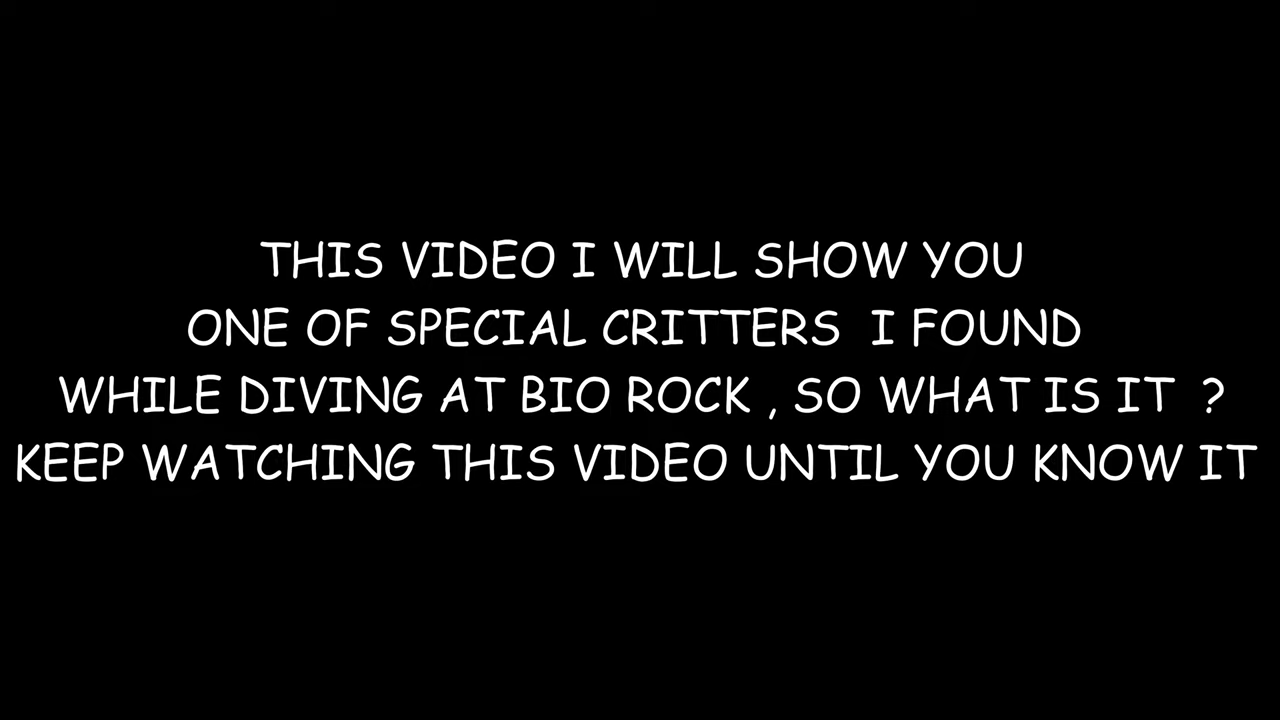 THIS VIDEO I WILL SHOW YOU
ONE OF SPECIAL CRITTERS I FOUND
WHILE DIVING AT BIO ROCK , SO WHAT IS IT ?
KEEP WATCHING THIS VIDEO UNTIL YOU KNOW IT